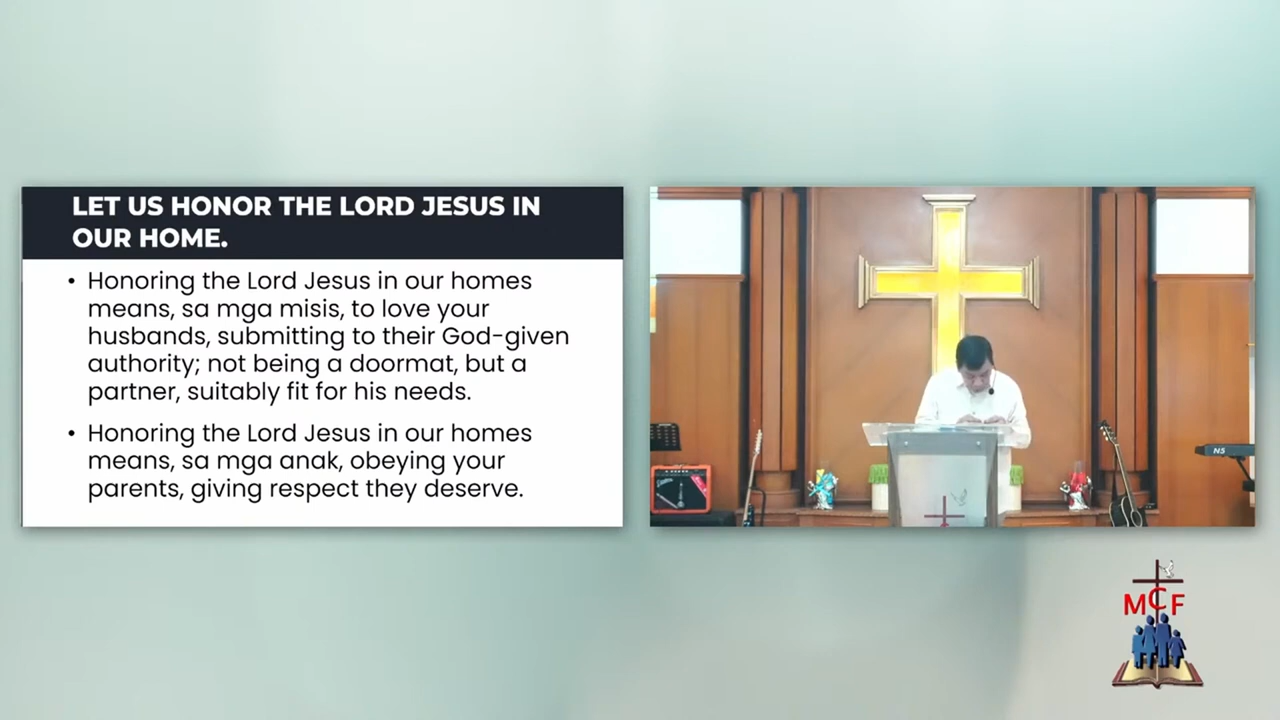 LET US HONOR THE LORD JESUS IN
OUR HOME.
• Honoring the Lord Jesus in our homes
means, sa mga misis, to love your
husbands, submitting to their God-given
authority; not being a doormat, but a
partner, suitably fit for his needs.
• Honoring the Lord Jesus in our homes
means, sa mga anak, obeying your
parents, giving respect they deserve.
N5
MCF